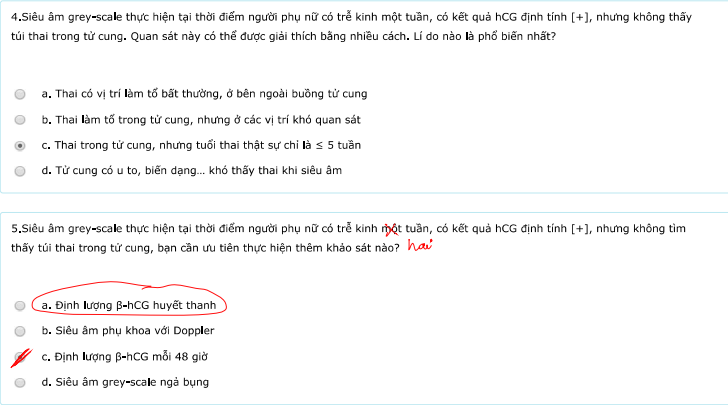 4.Siêu âm grey-scale thực hiện tại thời điểm người phụ nữ có trễ kinh một tuần, có kết quả hCG định tính [+], nhưng không thấy
túi thai trong tử cung. Quan sát này có thể được giải thích bằng nhiều cách. Lí do nào là phổ biến nhất?
a. Thai có vị trí làm tổ bất thường, ở bên ngoài buồng tử cung
b. Thai làm tổ trong tử cung, nhưng ở các vị trí khó quan sát
c. Thai trong tử cung, nhưng tuổi thai thật sự chỉ là ≤ 5 tuần
d. Tử cung có u to, biến dạng... khó thấy thai khi siêu âm
5.Siêu âm grey-scale thực hiện tại thời điểm người phụ nữ có trễ kinh một tuần, có kết quả hCG định tính [+], nhưng không tìm
thấy túi thai trong tử cung, bạn cần ưu tiên thực hiện thêm khảo sát nào? hai
a. Định lượng β-hCG huyết thanh
b. Siêu âm phụ khoa với Doppler
c. Định lượng β-hCG mỗi 48 giờ
d. Siêu âm grey-scale ngả bụng